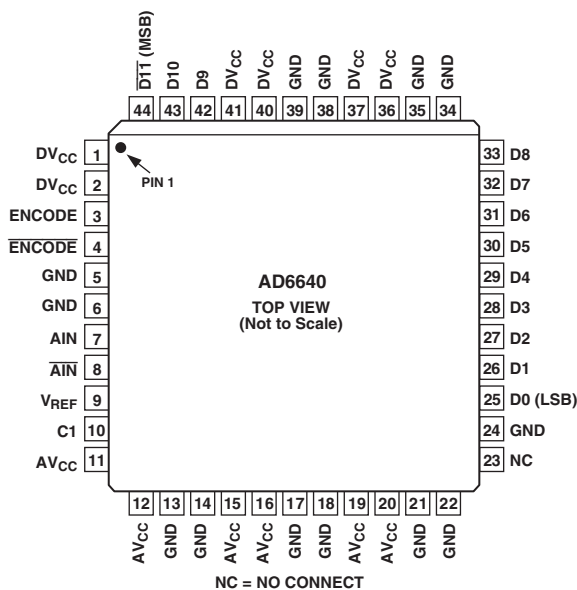 D11 (MSB)
D10
D9
DVCC
DVCC
GND
GND
DVCC
DVCC
GND
GND
44 43 42 41 40 39 38 37 36 35 34
DVCC 1
DVCC 2
ENCODE 3
ENCODE 4
GND 5
GND 6
AIN 7
AIN 8
VREF 9
C1 10
AVCC 11
PIN 1
AD6640
TOP VIEW
(Not to Scale)
33 D8
32 D7
31 D6
30 D5
29 D4
28 D3
27 D2
26 D1
25 D0 (LSB)
24 GND
23 NC
12 13 14 15 16 17 18 19 20 21 22
AVCC
GND
GND
AVCC
AVCC
GND
GND
AVCC
AVCC
GND
GND
NC = NO CONNECT